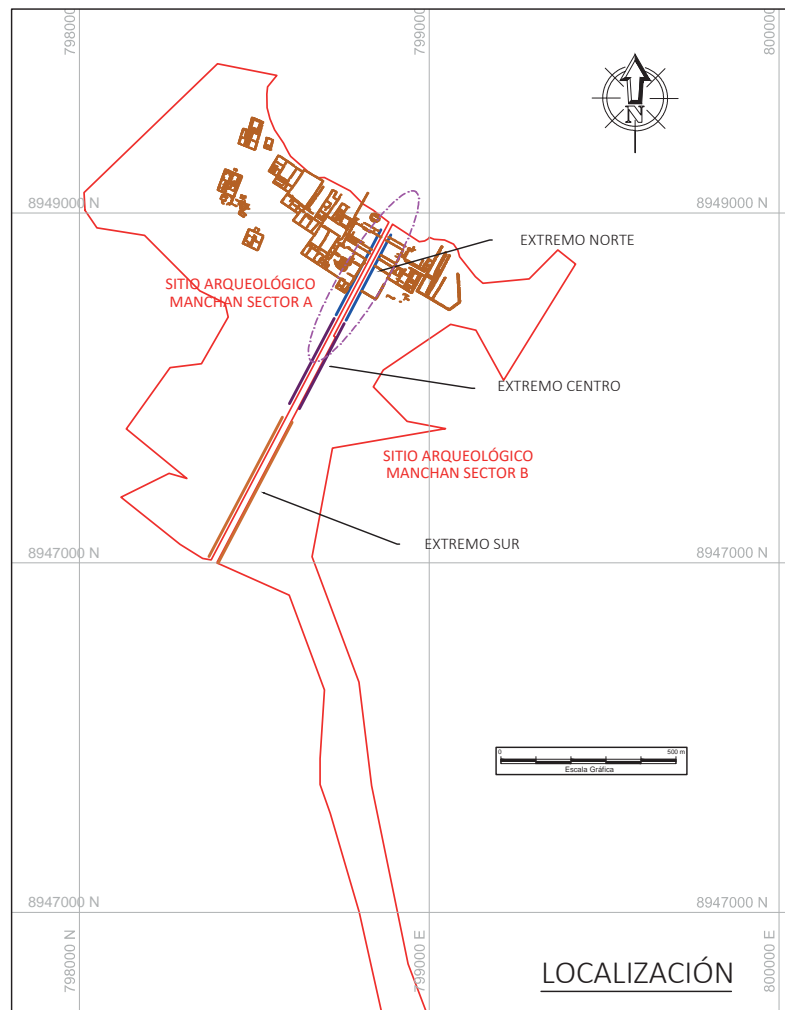 798000
799000
800000
N
8949000 N
8949000 N
EXTREMO NORTE
SITIO ARQUEOLÓGICO
MANCHAN SECTOR A
EXTREMO CENTRO
SITIO ARQUEOLÓGICO
MANCHAN SECTOR B
EXTREMO SUR
8947000 N
8947000 N
0
500 m
Escala Gráfica
8947000 N
8947000 N
798000 N
799000 E
800000 E
LOCALIZACIÓN